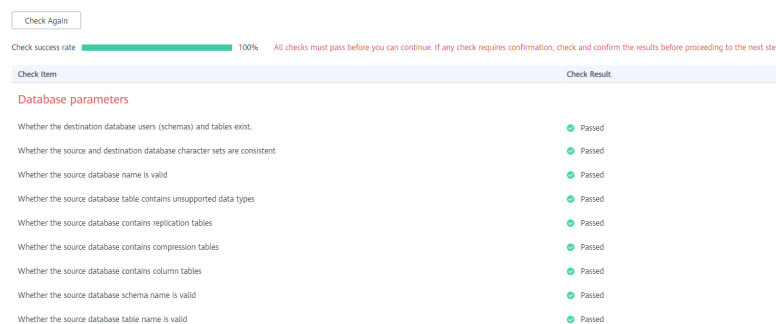 Check Again
Check success rate 100% All checks must pass before you can continue. If any check requires confirmation, check and confirm the results before proceeding to the next ste
Check Item Check Result
Database parameters
Whether the destination database users (schemas) and tables exist. Passed
Whether the source and destination database character sets are consistent Passed
Whether the source database name is valid Passed
Whether the source database table contains unsupported data types Passed
Whether the source database contains replication tables Passed
Whether the source database contains compression tables Passed
Whether the source database contains column tables Passed
Whether the source database schema name is valid Passed
Whether the source database table name is valid Passed